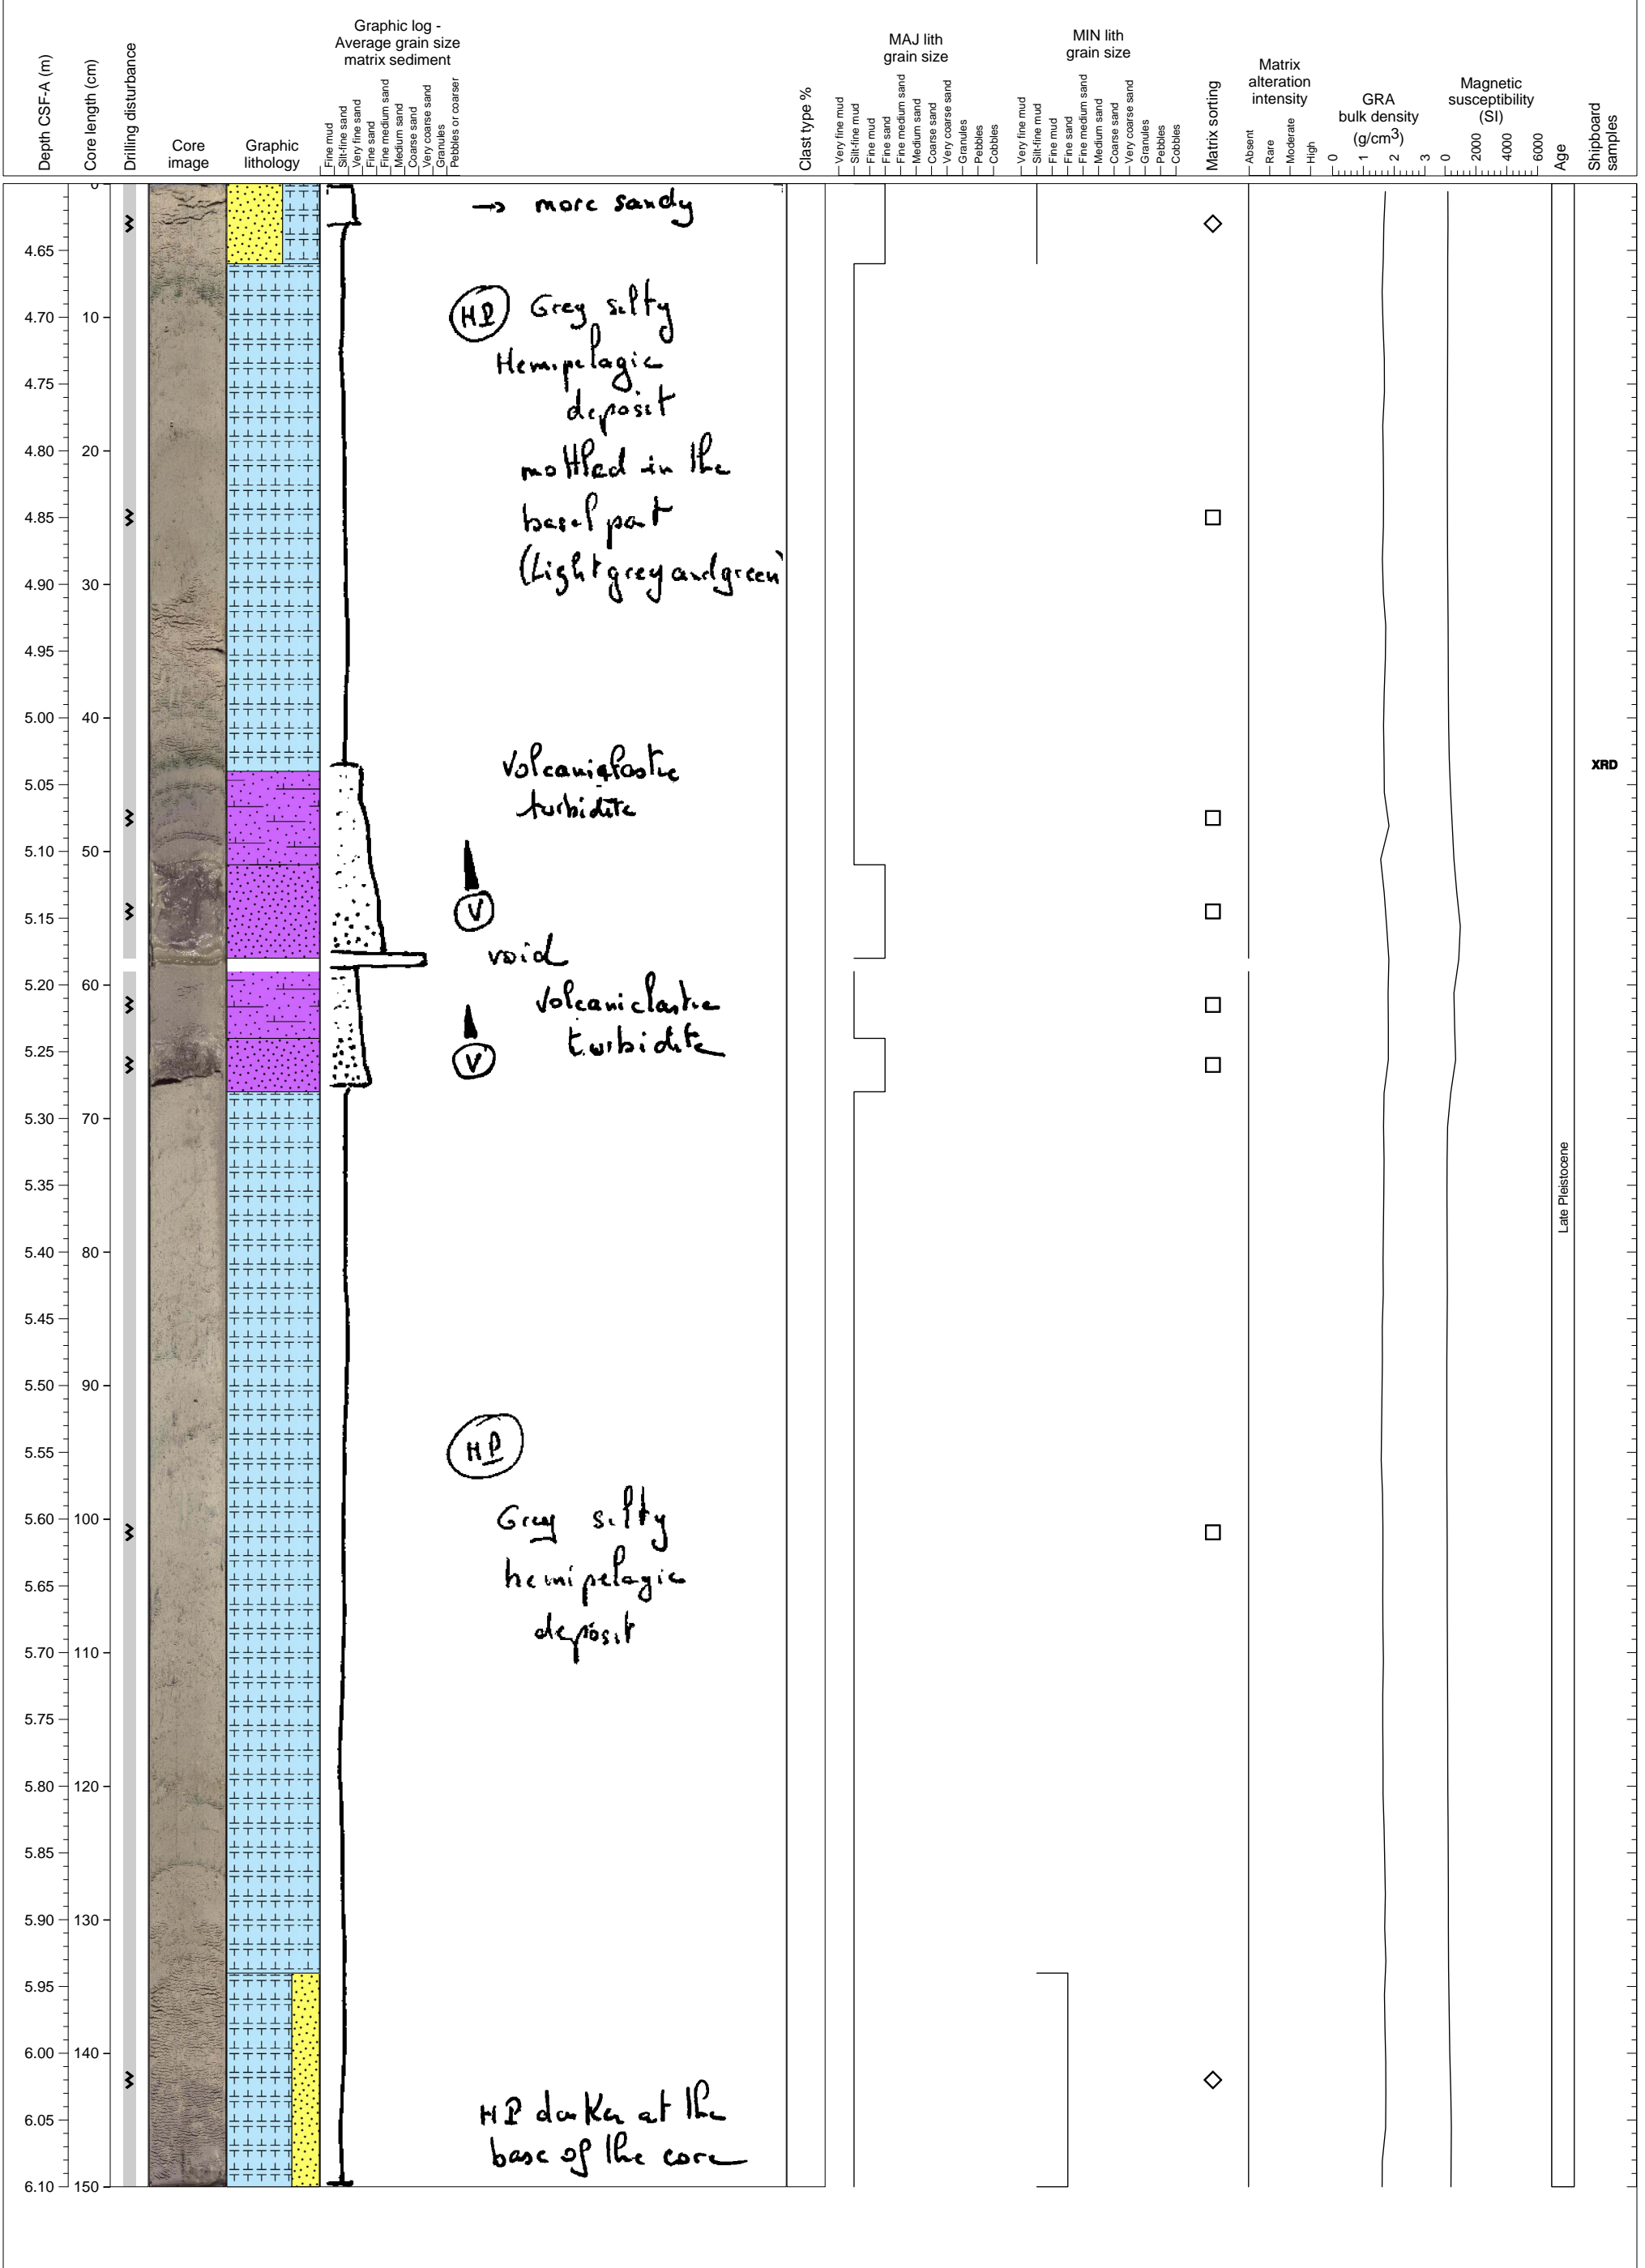 Depth CSF-A (m)
Core length (cm)
Drilling disturbance
Core
image
Graphic
lithology
Graphic log -
Average grain size
matrix sediment
Fine mud
Silt-fine sand
Very fine sand
Fine sand
Fine medium sand
Medium sand
Coarse sand
Very coarse sand
Granules
Pebbles or coarser
Clast type %
MAJ lith
grain size
Very fine mud
Silt-fine mud
Fine mud
Fine sand
Fine medium sand
Medium sand
Coarse sand
Very coarse sand
Granules
Pebbles
Cobbles
MIN lith
grain size
Very fine mud
Silt-fine mud
Fine mud
Fine sand
Fine medium sand
Medium sand
Coarse sand
Very coarse sand
Granules
Pebbles
Cobbles
Matrix sorting
Matrix
alteration
intensity
Absent
Rare
Moderate
High
GRA
bulk density
(g/cm3)
0 1 2 3
Magnetic
susceptibility
(SI)
0 2000 4000 6000
Age
Shipboard
samples
0
→ more sandy
4.65
4.70 10
HP Grey silty
Hemipelagic
4.75
deposit
4.80 20
mottled in the
4.85
basal part
4.90 30
(Light grey and green)
4.95
5.00 40
Volcaniclastic
XRD
5.05
turbidite
5.10 50
V
5.15
void
5.20 60
Volcaniclastic
turbidite
5.25
V
5.30 70
Late Pleistocene
5.35
5.40 80
5.45
5.50 90
5.55
HP
5.60 100
Grey silty
5.65
hemipelagic
deposit
5.70 110
5.75
5.80 120
5.85
5.90 130
5.95
6.00 140
6.05
HP darker at the
base of the core
6.10 150